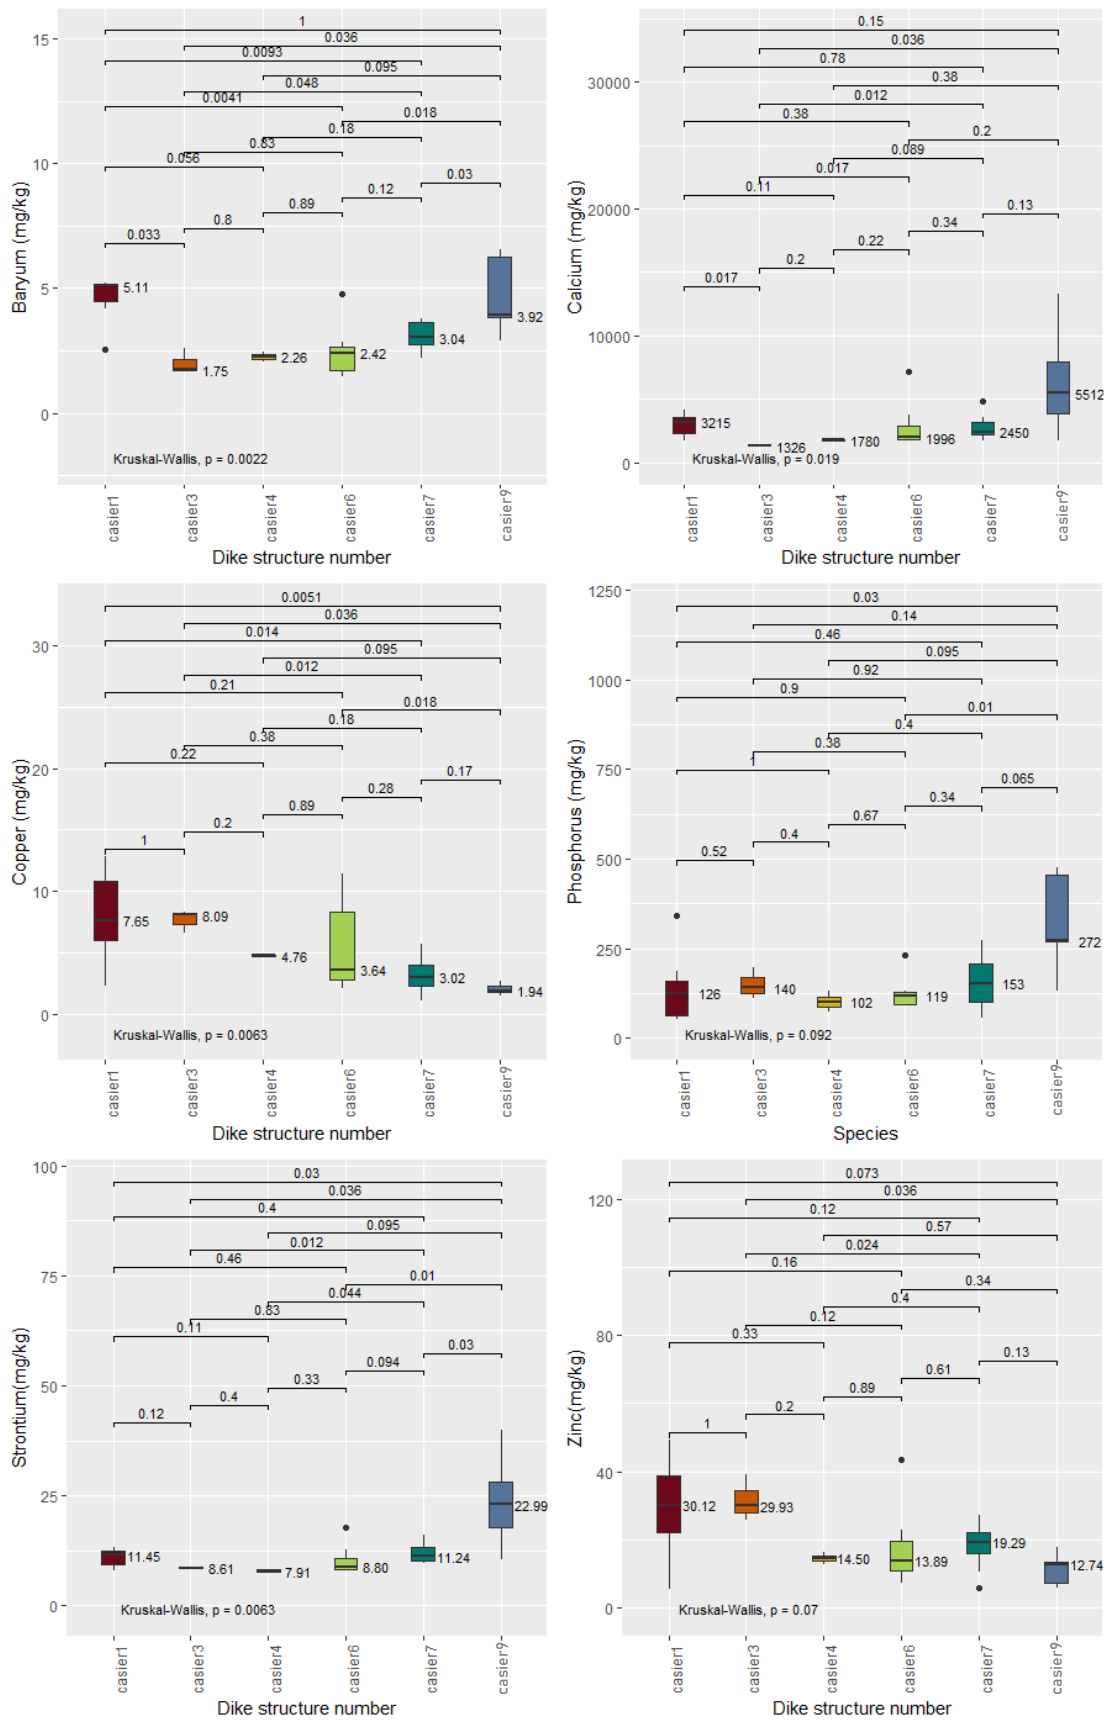 1
0.036
0.0093
0.095
0.048
0.0041
0.018
0.18
0.83
0.056
0.03
0.12
0.89
0.8
0.033
15
10
5
0
Baryum (mg/kg)
5.11
1.75
2.26
2.42
3.04
3.92
Kruskal-Wallis, p = 0.0022
casier1
casier3
casier4
casier6
casier7
casier9
Dike structure number
0.15
0.036
0.78
0.38
0.012
0.38
0.2
0.089
0.017
0.11
0.13
0.34
0.22
0.2
0.017
30000
20000
10000
0
Calcium (mg/kg)
3215
1326
1780
1996
2450
5512
Kruskal-Wallis, p = 0.019
casier1
casier3
casier4
casier6
casier7
casier9
Dike structure number
0.0051
0.036
0.014
0.095
0.012
0.21
0.018
0.18
0.38
0.22
0.17
0.28
0.89
0.2
1
30
20
10
0
Copper (mg/kg)
7.65
8.09
4.76
3.64
3.02
1.94
Kruskal-Wallis, p = 0.0063
casier1
casier3
casier4
casier6
casier7
casier9
Dike structure number
0.03
0.14
0.46
0.095
0.92
0.9
0.01
0.4
0.38
1
0.065
0.34
0.67
0.4
0.52
1250
1000
750
500
250
0
Phosphorus (mg/kg)
126
140
102
119
153
272
Kruskal-Wallis, p = 0.092
casier1
casier3
casier4
casier6
casier7
casier9
Species
0.03
0.036
0.4
0.095
0.012
0.46
0.01
0.044
0.83
0.11
0.03
0.094
0.33
0.4
0.12
100
75
50
25
0
Strontium(mg/kg)
11.45
8.61
7.91
8.80
11.24
22.99
Kruskal-Wallis, p = 0.0063
casier1
casier3
casier4
casier6
casier7
casier9
Dike structure number
0.073
0.036
0.12
0.57
0.024
0.16
0.34
0.4
0.12
0.33
0.13
0.61
0.89
0.2
1
120
80
40
0
Zinc(mg/kg)
30.12
29.93
14.50
13.89
19.29
12.74
Kruskal-Wallis, p = 0.07
casier1
casier3
casier4
casier6
casier7
casier9
Dike structure number